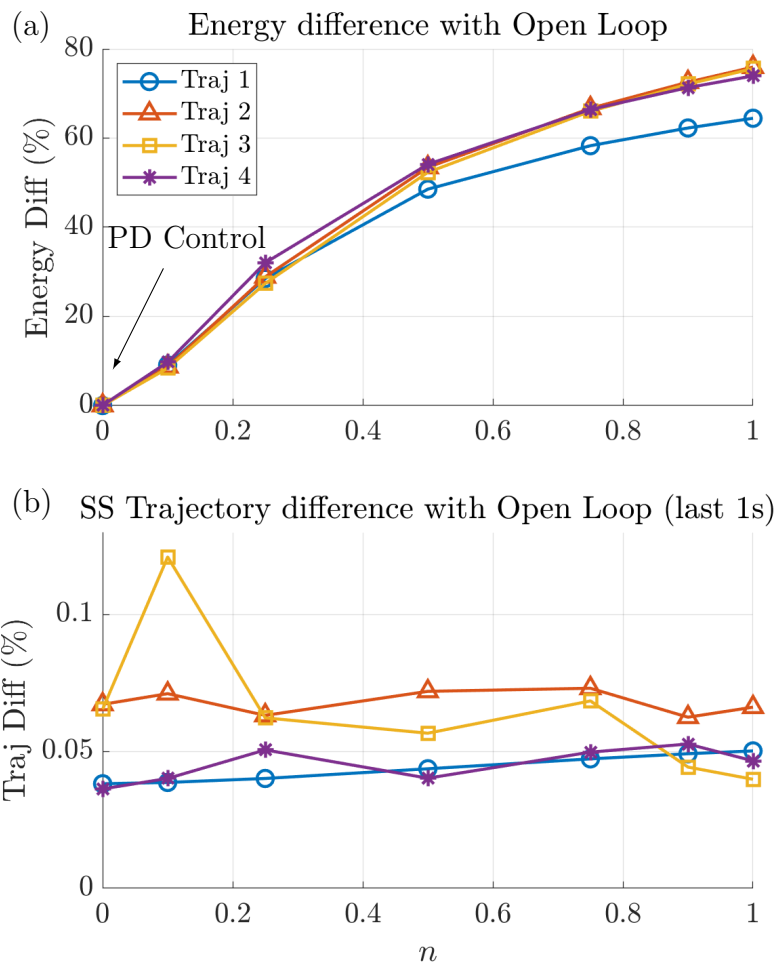 (a)
Energy difference with Open Loop
Energy Diff (%)
80
60
40
20
0
Traj 1
Traj 2
Traj 3
Traj 4
PD Control
0 0.2 0.4 0.6 0.8 1
(b)
SS Trajectory difference with Open Loop (last 1s)
Traj Diff (%)
0.1
0.05
0
0 0.2 0.4 0.6 0.8 1
n